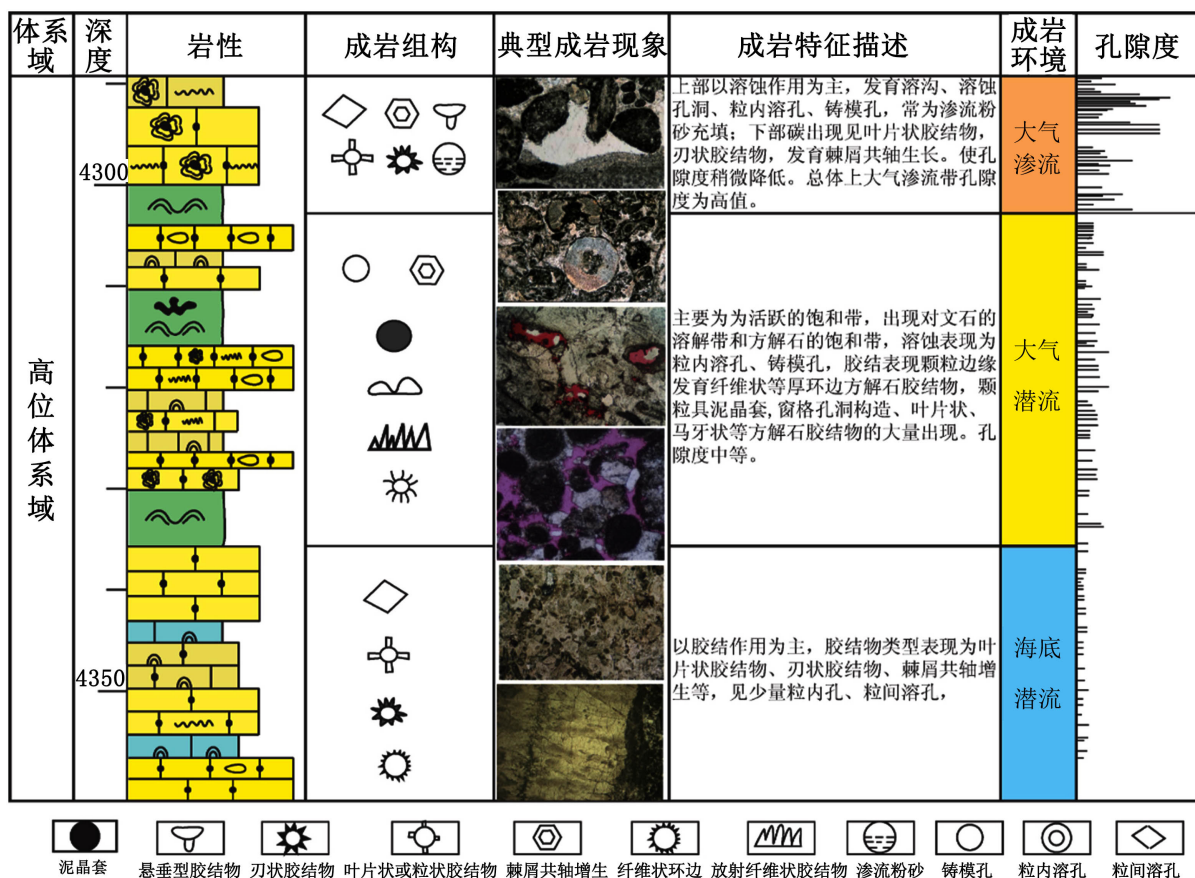 体系域
深度
岩性
成岩组构
典型成岩现象
成岩特征描述
成岩环境
孔隙度
高位体系域
4300
4350
上部以溶蚀作用为主，发育溶沟、溶蚀
孔洞、粒内溶孔、铸模孔，常为渗流粉
砂充填；下部碳出现见叶片状胶结物，
刃状胶结物，发育棘屑共轴生长。使孔
隙度稍微降低。总体上大气渗流带孔隙
度为高值。
大气
渗流
主要为为活跃的饱和带，出现对文石的
溶解带和方解石的饱和带，溶蚀表现为
粒内溶孔、铸模孔，胶结表现颗粒边缘
发育纤维状等厚环边方解石胶结物，颗
粒具泥晶套,窗格孔洞构造、叶片状、
马牙状等方解石胶结物的大量出现。孔
隙度中等。
大气
潜流
以胶结作用为主，胶结物类型表现为叶
片状胶结物、刃状胶结物、棘屑共轴增
生等，见少量粒内孔、粒间溶孔，
海底
潜流
泥晶套
悬垂型胶结物
刃状胶结物
叶片状或粒状胶结物
棘屑共轴增生
纤维状环边
放射纤维状胶结物
渗流粉砂
铸模孔
粒内溶孔
粒间溶孔